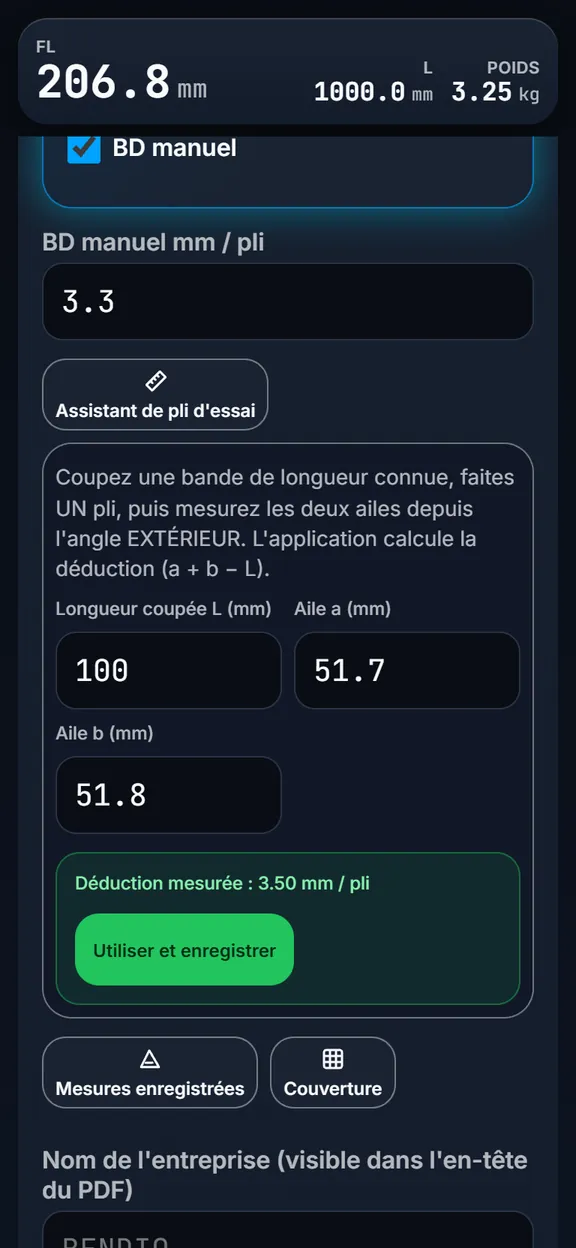 FL
206.8 mm
L
1000.0 mm
POIDS
3.25 kg
BD manuel
BD manuel mm / pli
3.3
Assistant de pli d'essai
Coupez une bande de longueur connue, faites
UN pli, puis mesurez les deux ailes depuis
l'angle EXTÉRIEUR. L'application calcule la
déduction (a + b − L).
Longueur coupée L (mm)
100
Aile a (mm)
51.7
Aile b (mm)
51.8
Déduction mesurée : 3.50 mm / pli
Utiliser et enregistrer
Mesures enregistrées
Couverture
Nom de l'entreprise (visible dans l'en-tête
du PDF)